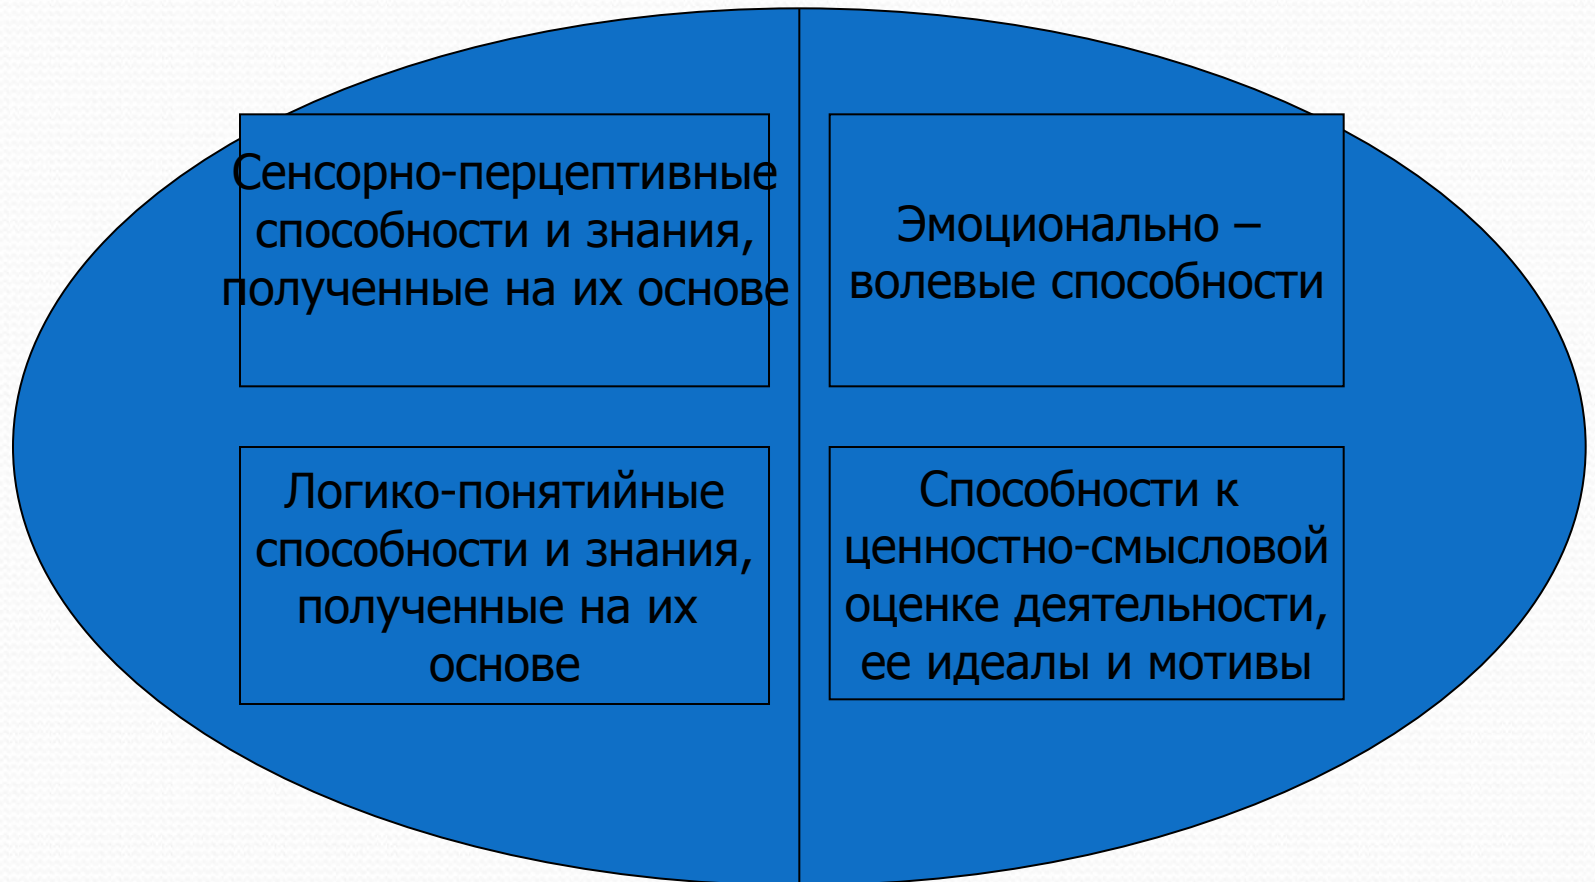 Сенсорно-перцептивные
способности и знания,
полученные на их основе
Эмоционально –
волевые способности
Логико-понятийные
способности и знания,
полученные на их
основе
Способности к
ценностно-смысловой
оценке деятельности,
ее идеалы и мотивы